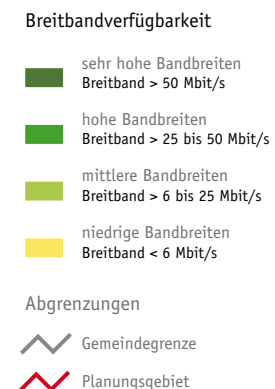 Breitbandverfügbarkeit
sehr hohe Bandbreiten
Breitband > 50 Mbit/s
hohe Bandbreiten
Breitband > 25 bis 50 Mbit/s
mittlere Bandbreiten
Breitband > 6 bis 25 Mbit/s
niedrige Bandbreiten
Breitband < 6 Mbit/s
Abgrenzungen
Gemeindegrenze
Planungsgebiet